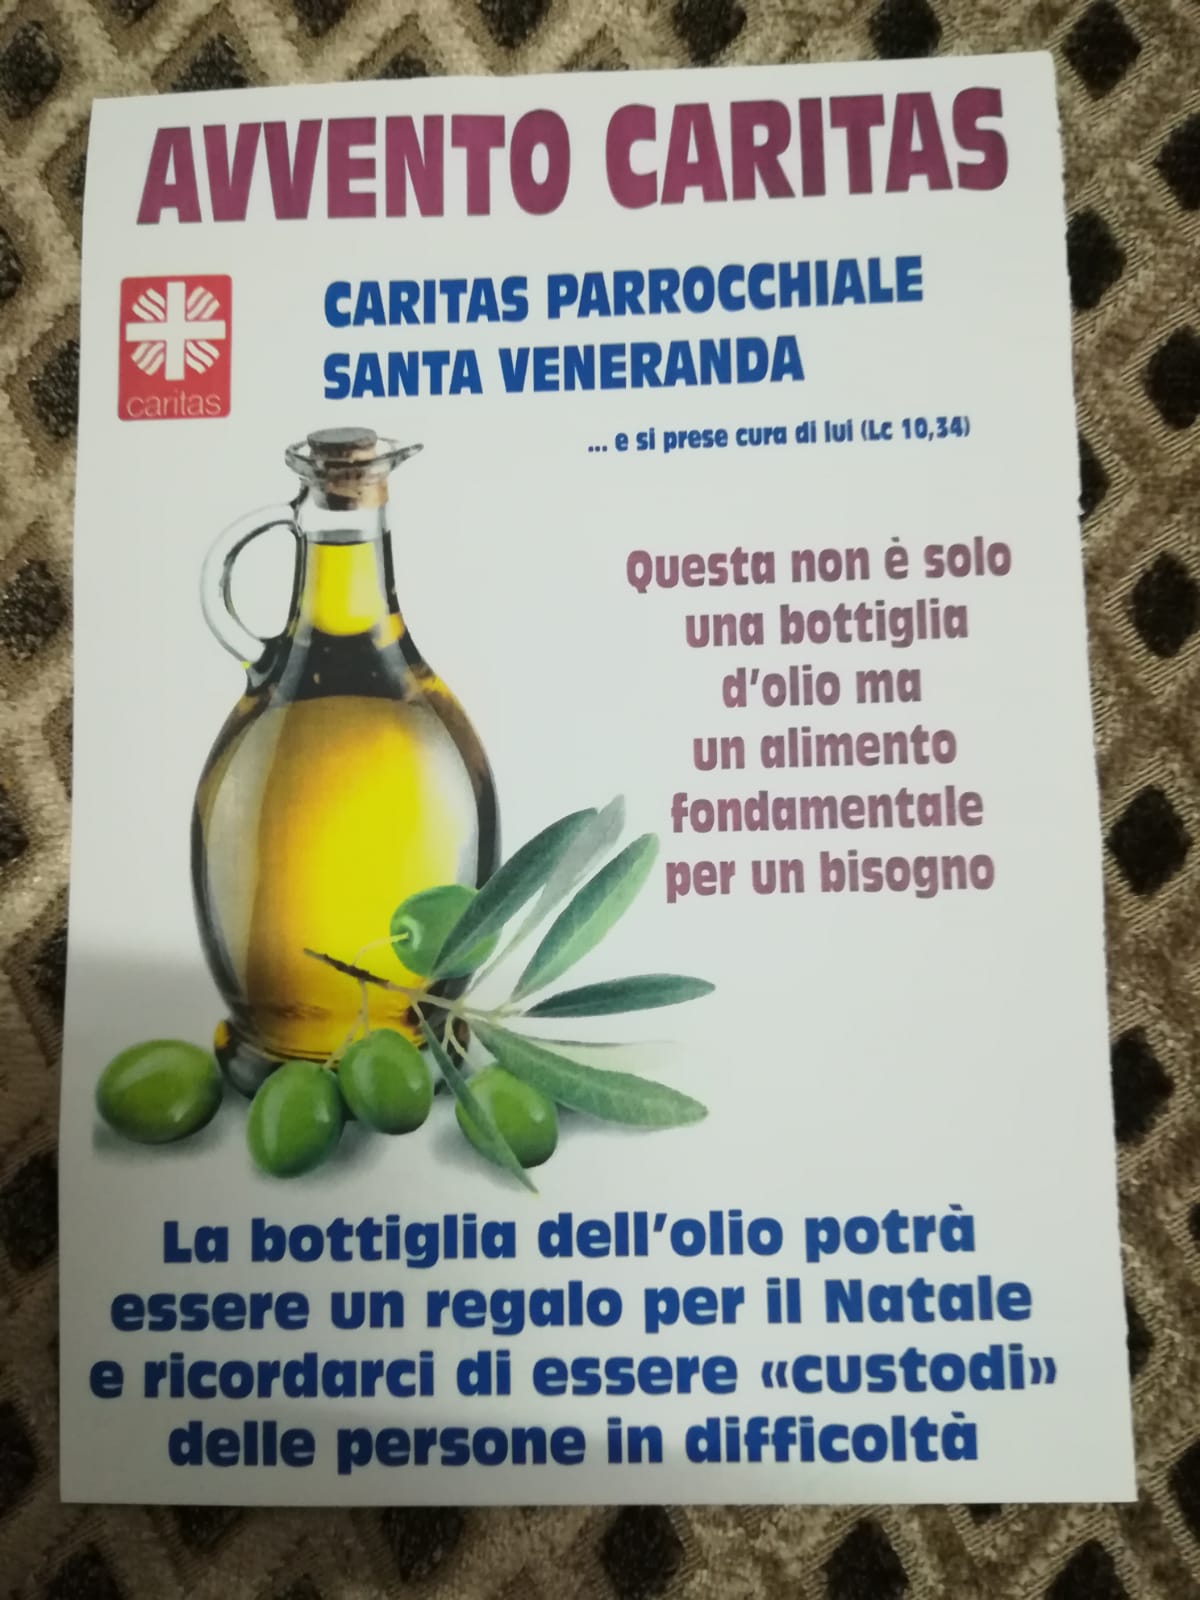 AVVENTO CARITAS
CARITAS PARROCCHIALE
SANTA VENERANDA
caritas
... e si prese cura di lui (Lc 10,34)
Questa non è solo
una bottiglia
d'olio ma
un alimento
fondamentale
per un bisogno
La bottiglia dell'olio potrà
essere un regalo per il Natale
e ricordarci di essere «custodi»
delle persone in difficoltà